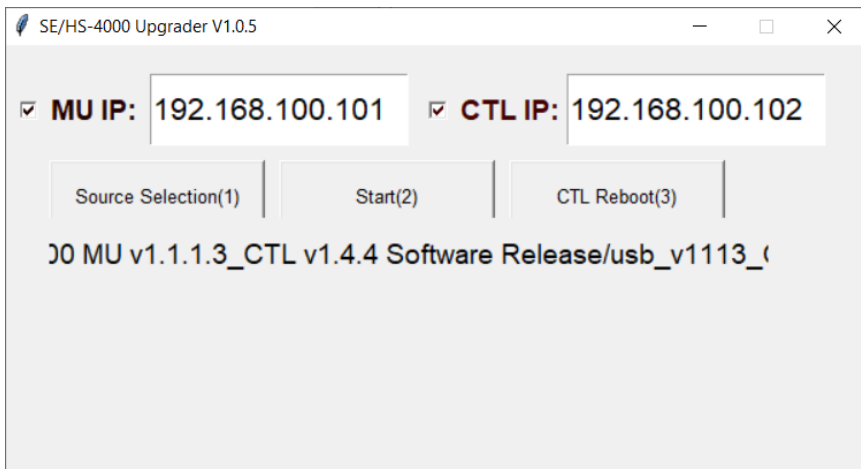 SE/HS-4000 Upgrader V1.0.5
MU IP: 192.168.100.101 CTL IP: 192.168.100.102
Source Selection(1) Start(2) CTL Reboot(3)
00 MU v1.1.1.3_CTL v1.4.4 Software Release/usb_v1113_